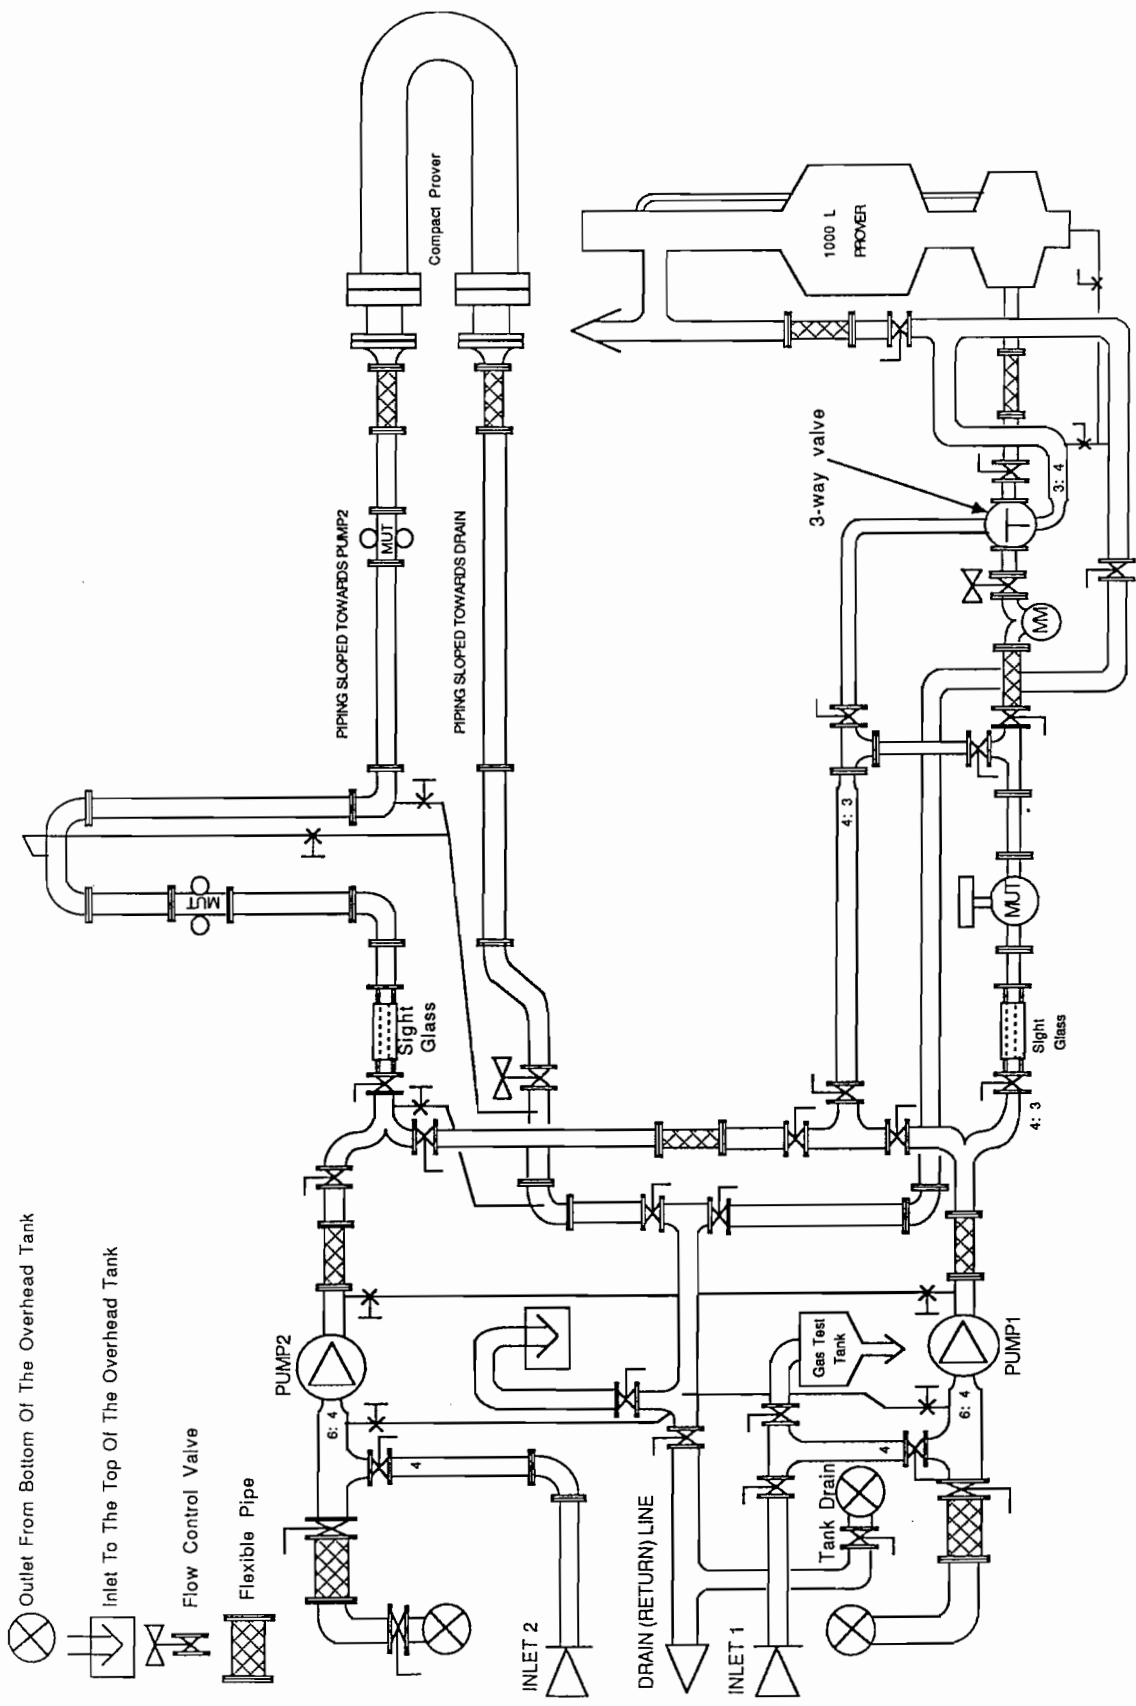 Outlet From Bottom Of The Overhead Tank
Inlet To The Top Of The Overhead Tank
Flow Control Valve
Flexible Pipe
Compact Prover
PIPING SLOPED TOWARDS PUMP2
MUT
PIPING SLOPED TOWARDS DRAIN
MUT
Sight
Glass
PUMP2
6: 4
4
INLET 2
1000 L
PROVER
3-way valve
3: 4
MM
4: 3
MUT
Sight
Glass
4: 3
PUMP1
6: 4
Gas Test
Tank
4
Tank Drain
DRAIN (RETURN) LINE
INLET 1